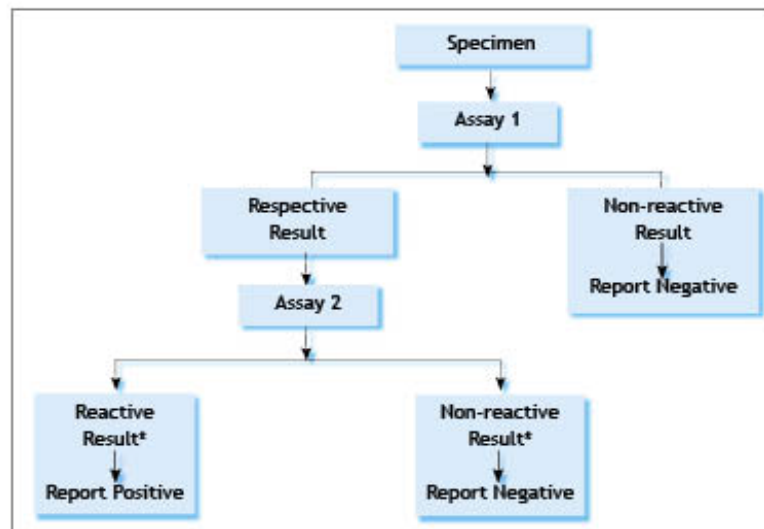 Specimen
Assay 1
Respective
Result
Non-reactive
Result
Report Negative
Assay 2
Reactive
Result*
Report Positive
Non-reactive
Result*
Report Negative